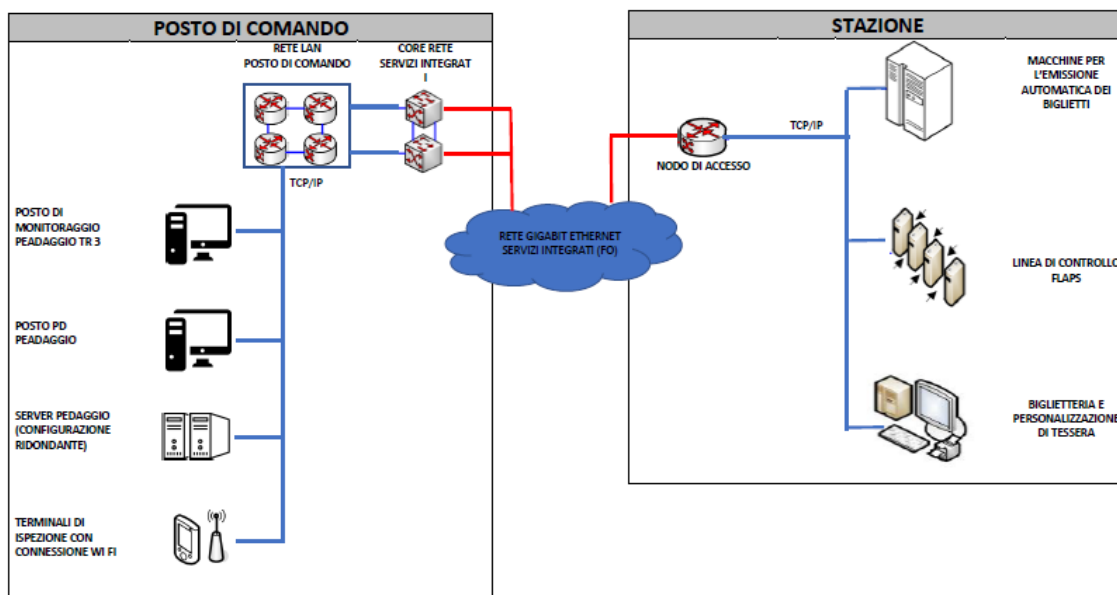 POSTO DI COMANDO
RETE LAN
POSTO DI COMANDO
CORE RETE
SERVIZI INTEGRAT
I
TCP/IP
POSTO DI
MONITORAGGIO
PEADAGGIO TR 3
POSTO PD
PEADAGGIO
SERVER PEDAGGIO
(CONFIGURAZIONE
RIDONDANTE)
TERMINALI DI
ISPEZIONE CON
CONNESSIONE WI FI
RETE GIGABIT ETHERNET
SERVIZI INTEGRATI (FO)
STAZIONE
NODO DI ACCESSO
TCP/IP
MACCHINE PER
L'EMISSIONE
AUTOMATICA DEI
BIGLIETTI
LINEA DI CONTROLLO
FLAPS
BIGLIETTERIA E
PERSONALIZZAZIONE
DI TESSERA